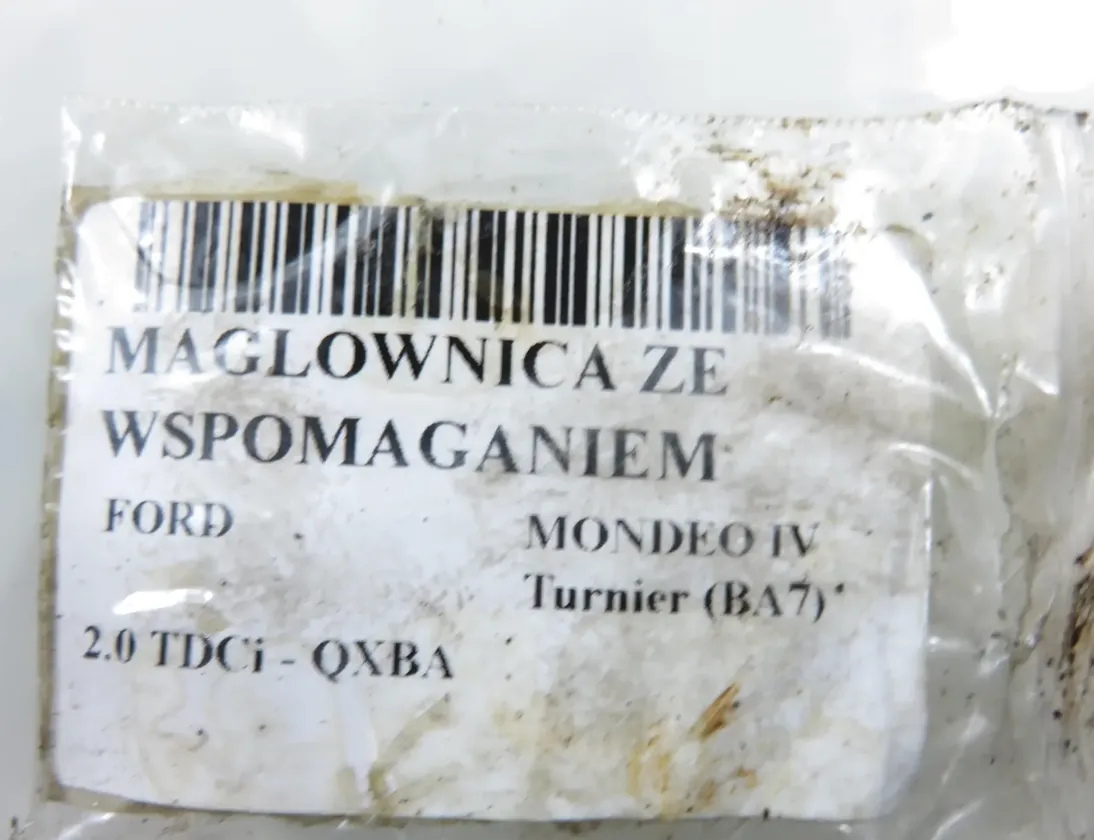 MAGLOWNICA ZE
WSPOMAGANIEM
FORD MONDEO IV
Turnier (BA7)
2.0 TDCi - QXBA